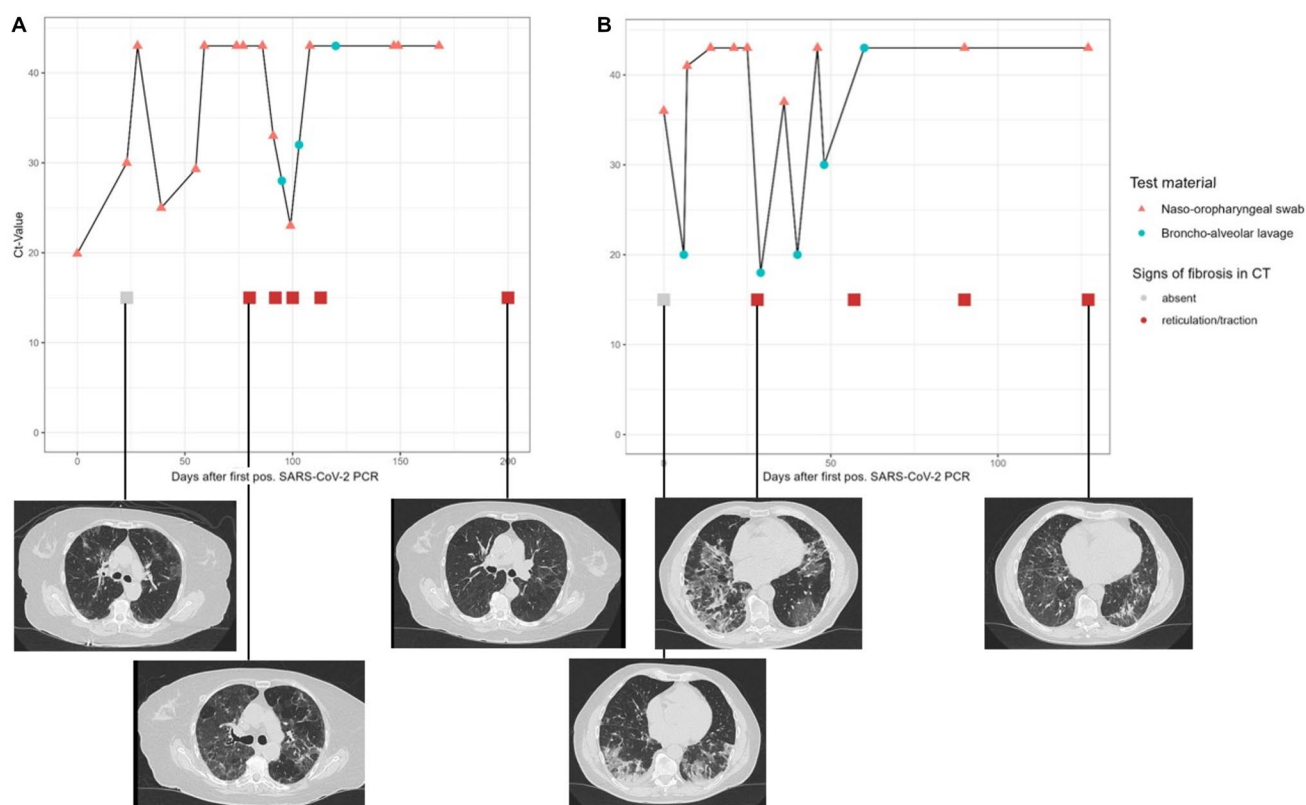 A
B
40
30
20
10
0
Ct-Value
0
50
100
150
200
Days after first pos. SARS-CoV-2 PCR
40
30
20
10
0
0
50
100
Days after first pos. SARS-CoV-2 PCR
Test material
Naso-oropharyngeal swab
Broncho-alveolar lavage
Signs of fibrosis in CT
absent
reticulation/traction